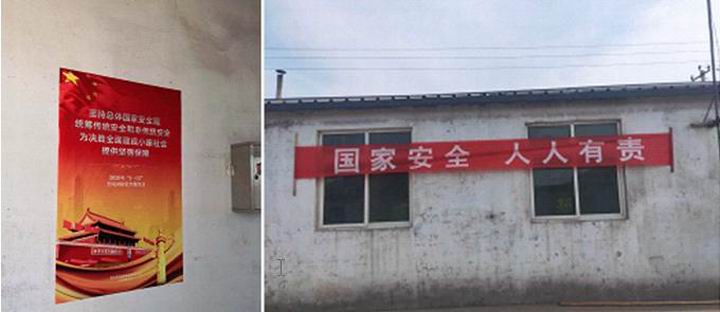 坚持总体国家安全观
统筹传统安全和非传统安全
为决胜全面建成小康社会
提供坚强保障
国家安全 人人有责